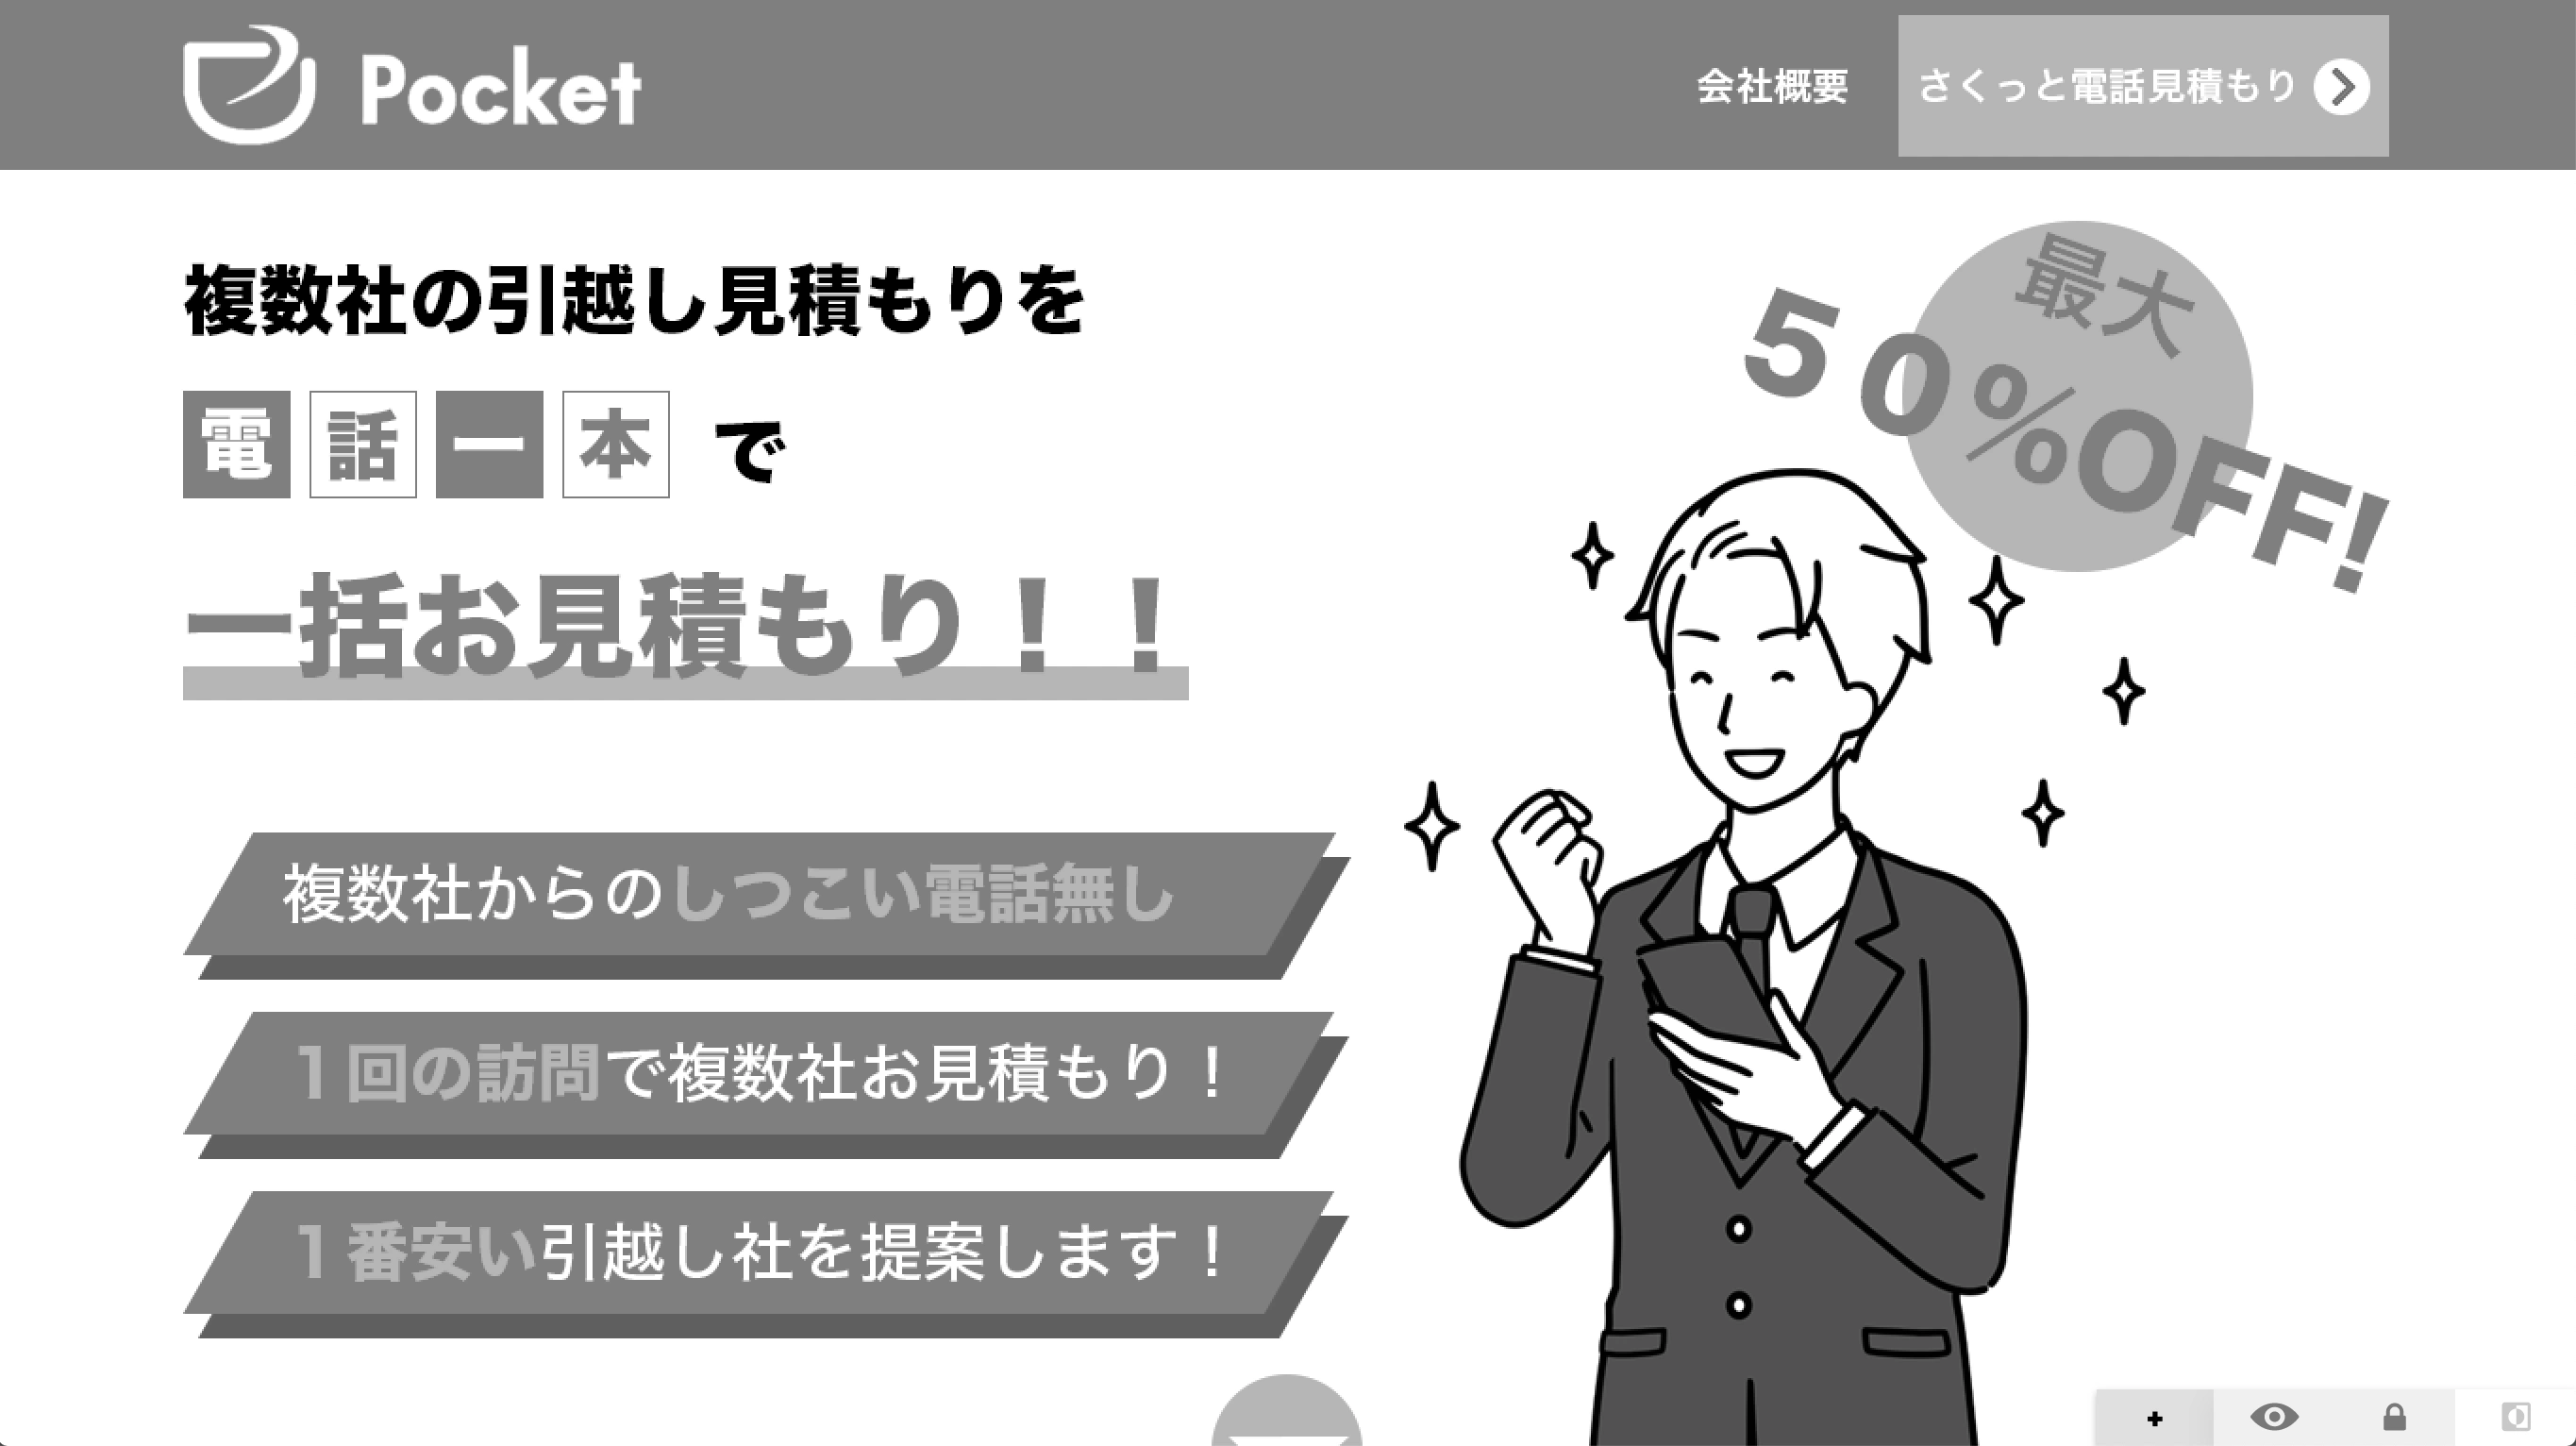 Pocket
会社概要
さくっと電話見積もり
複数社の引越し見積もりを
電話一本で
一括お見積もり！！
最大
５０％OFF!
複数社からのしつこい電話無し
１回の訪問で複数社お見積もり！
１番安い引越し社を提案します！